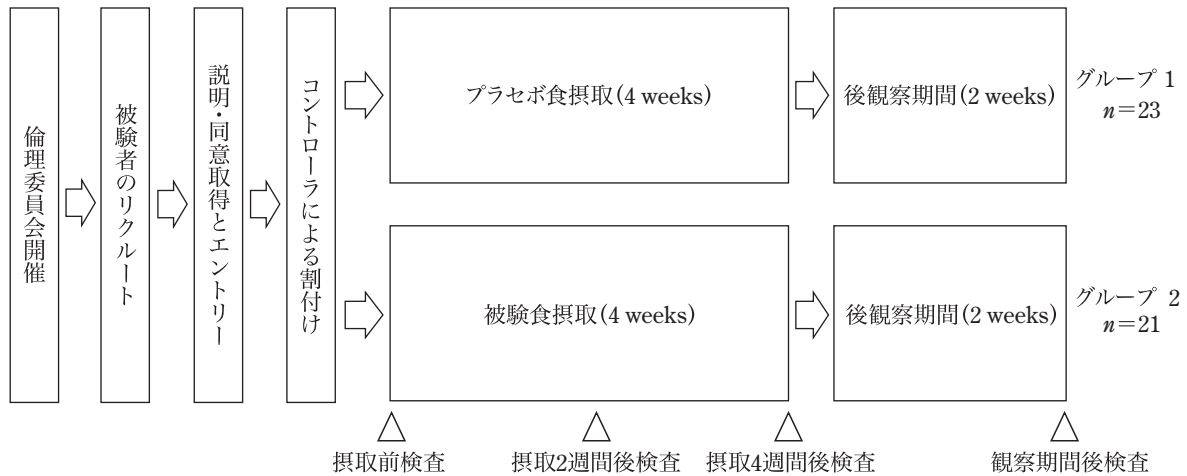 倫理委員会開催
被験者のリクルート
説明・同意取得とエントリー
コントローラによる割付け
プラセボ食摂取(4 weeks)
後観察期間(2 weeks)
グループ 1
n=23
被験食摂取(4 weeks)
後観察期間(2 weeks)
グループ 2
n=21
摂取前検査
摂取2週間後検査
摂取4週間後検査
観察期間後検査